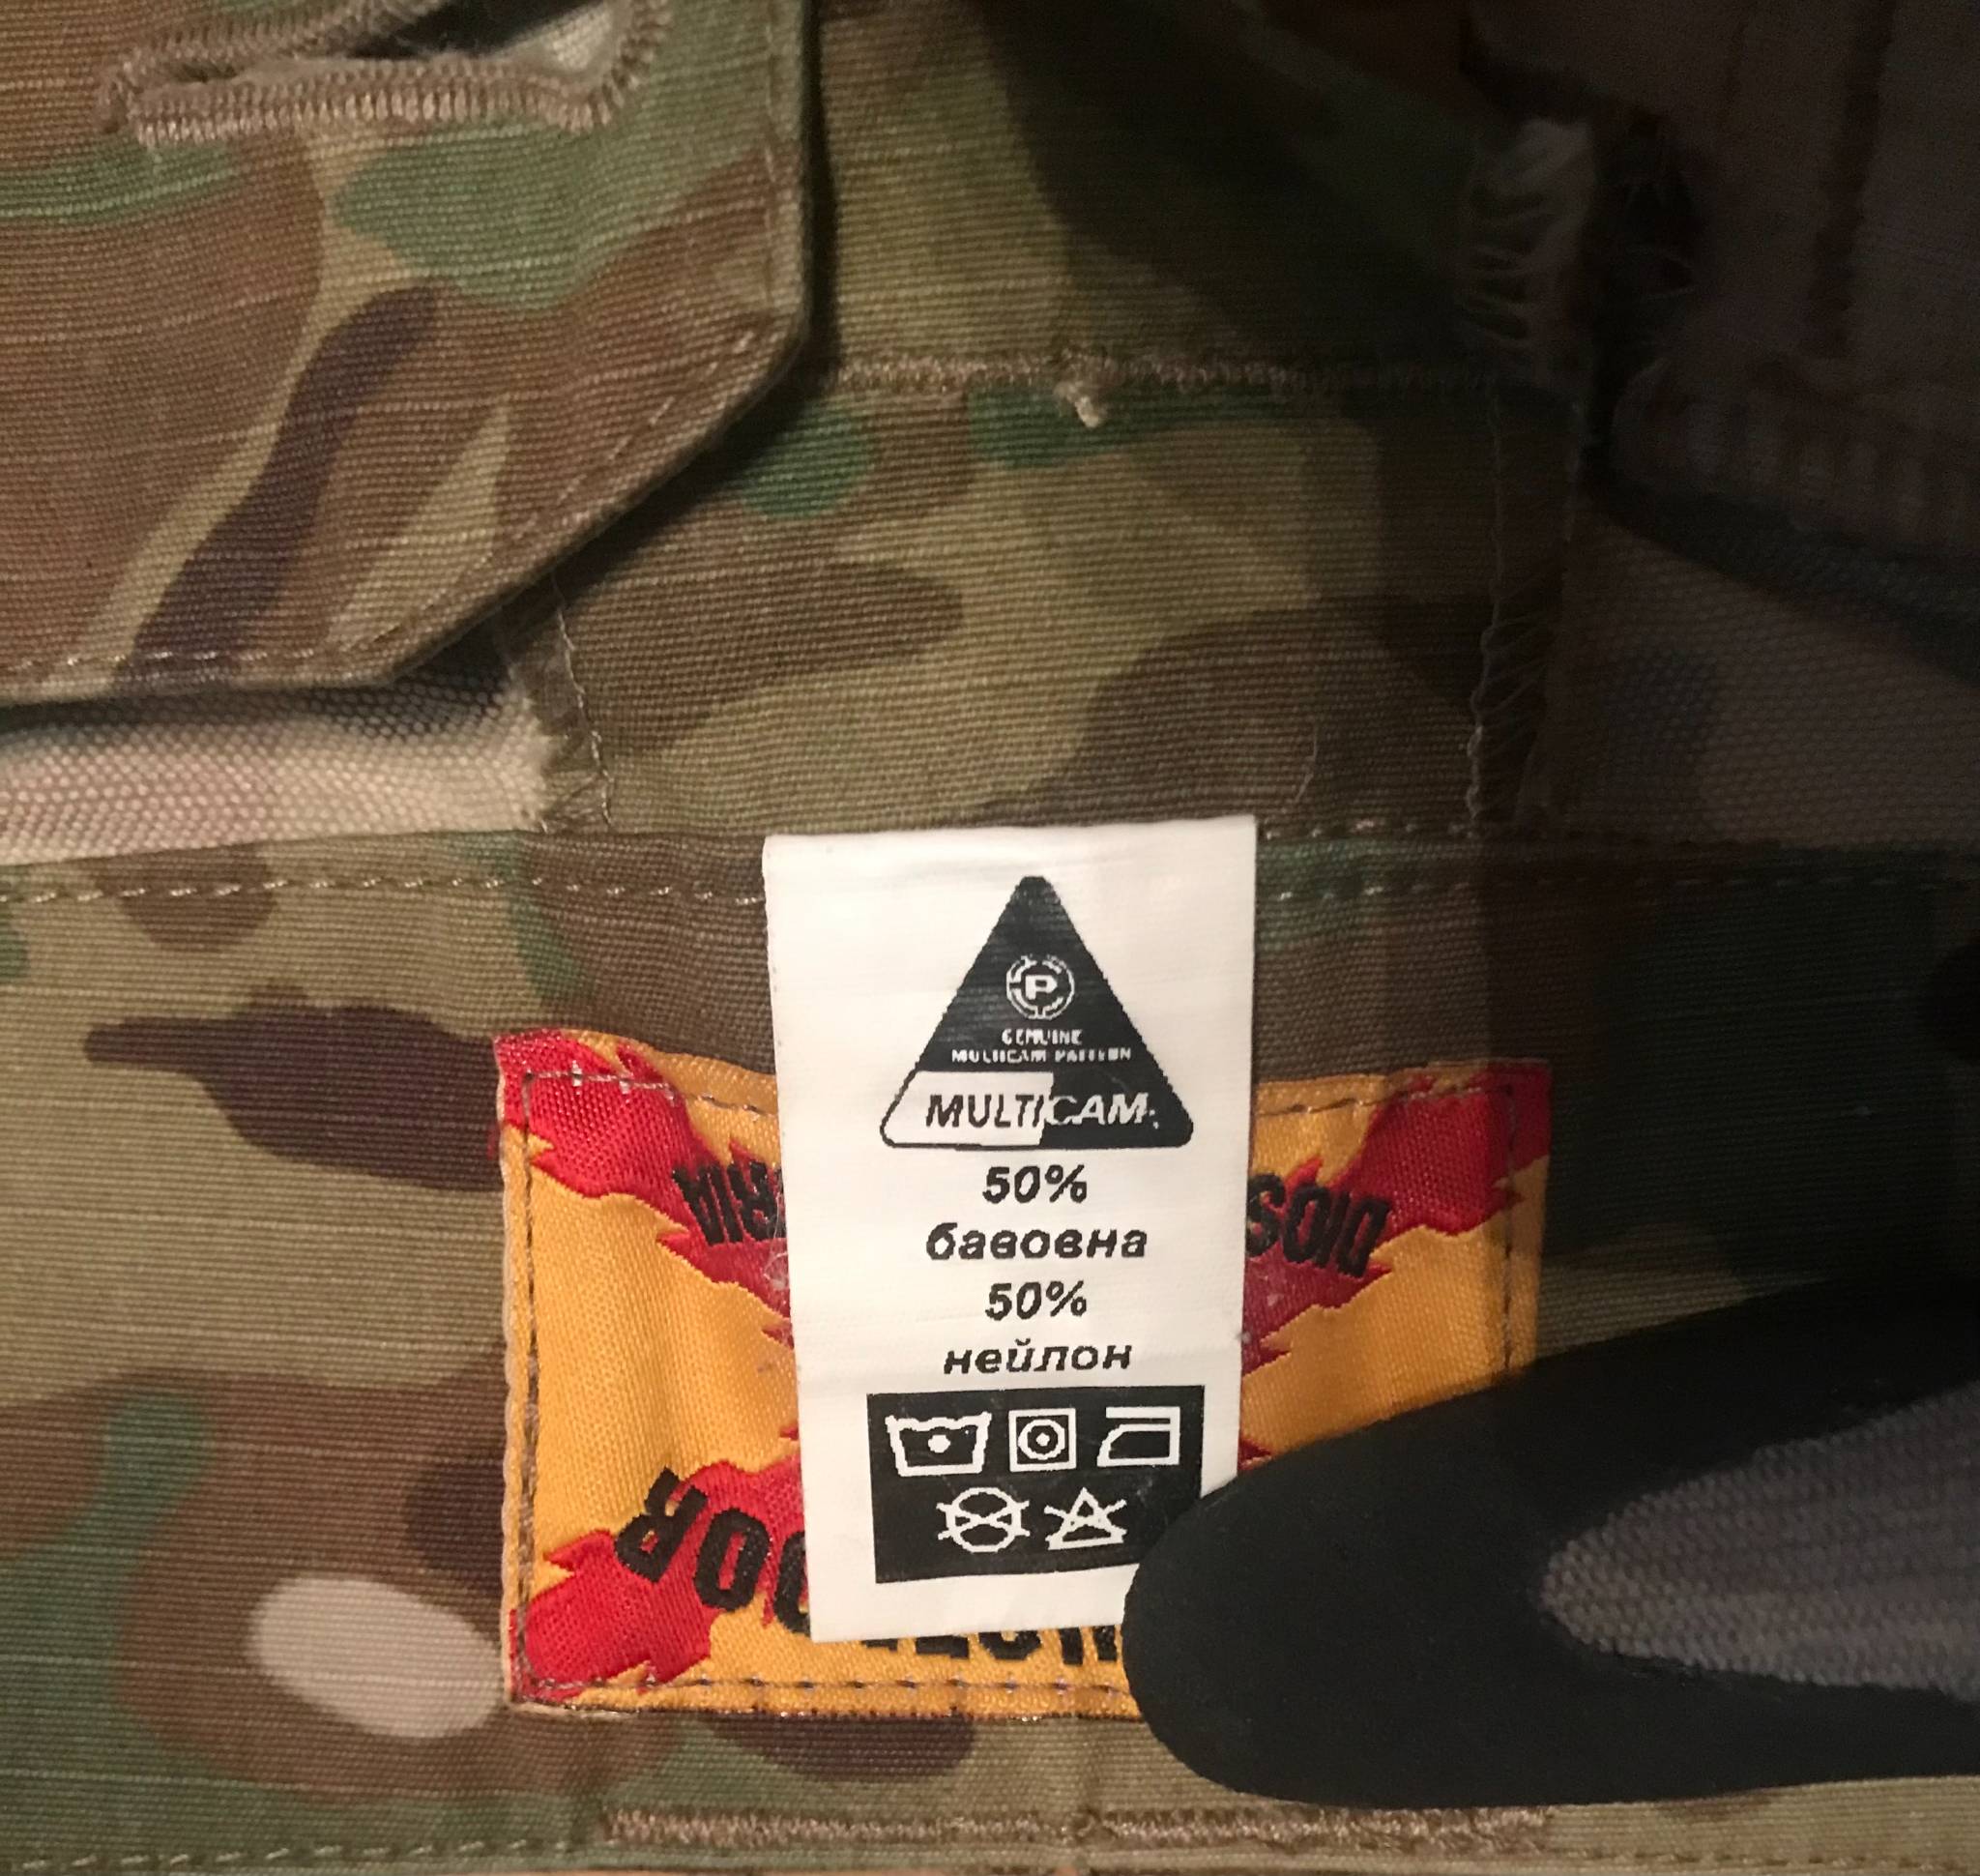 P
GENUINE
MULTICAM PATTERN
MULTICAM
50%
бавовна
50%
нейлон